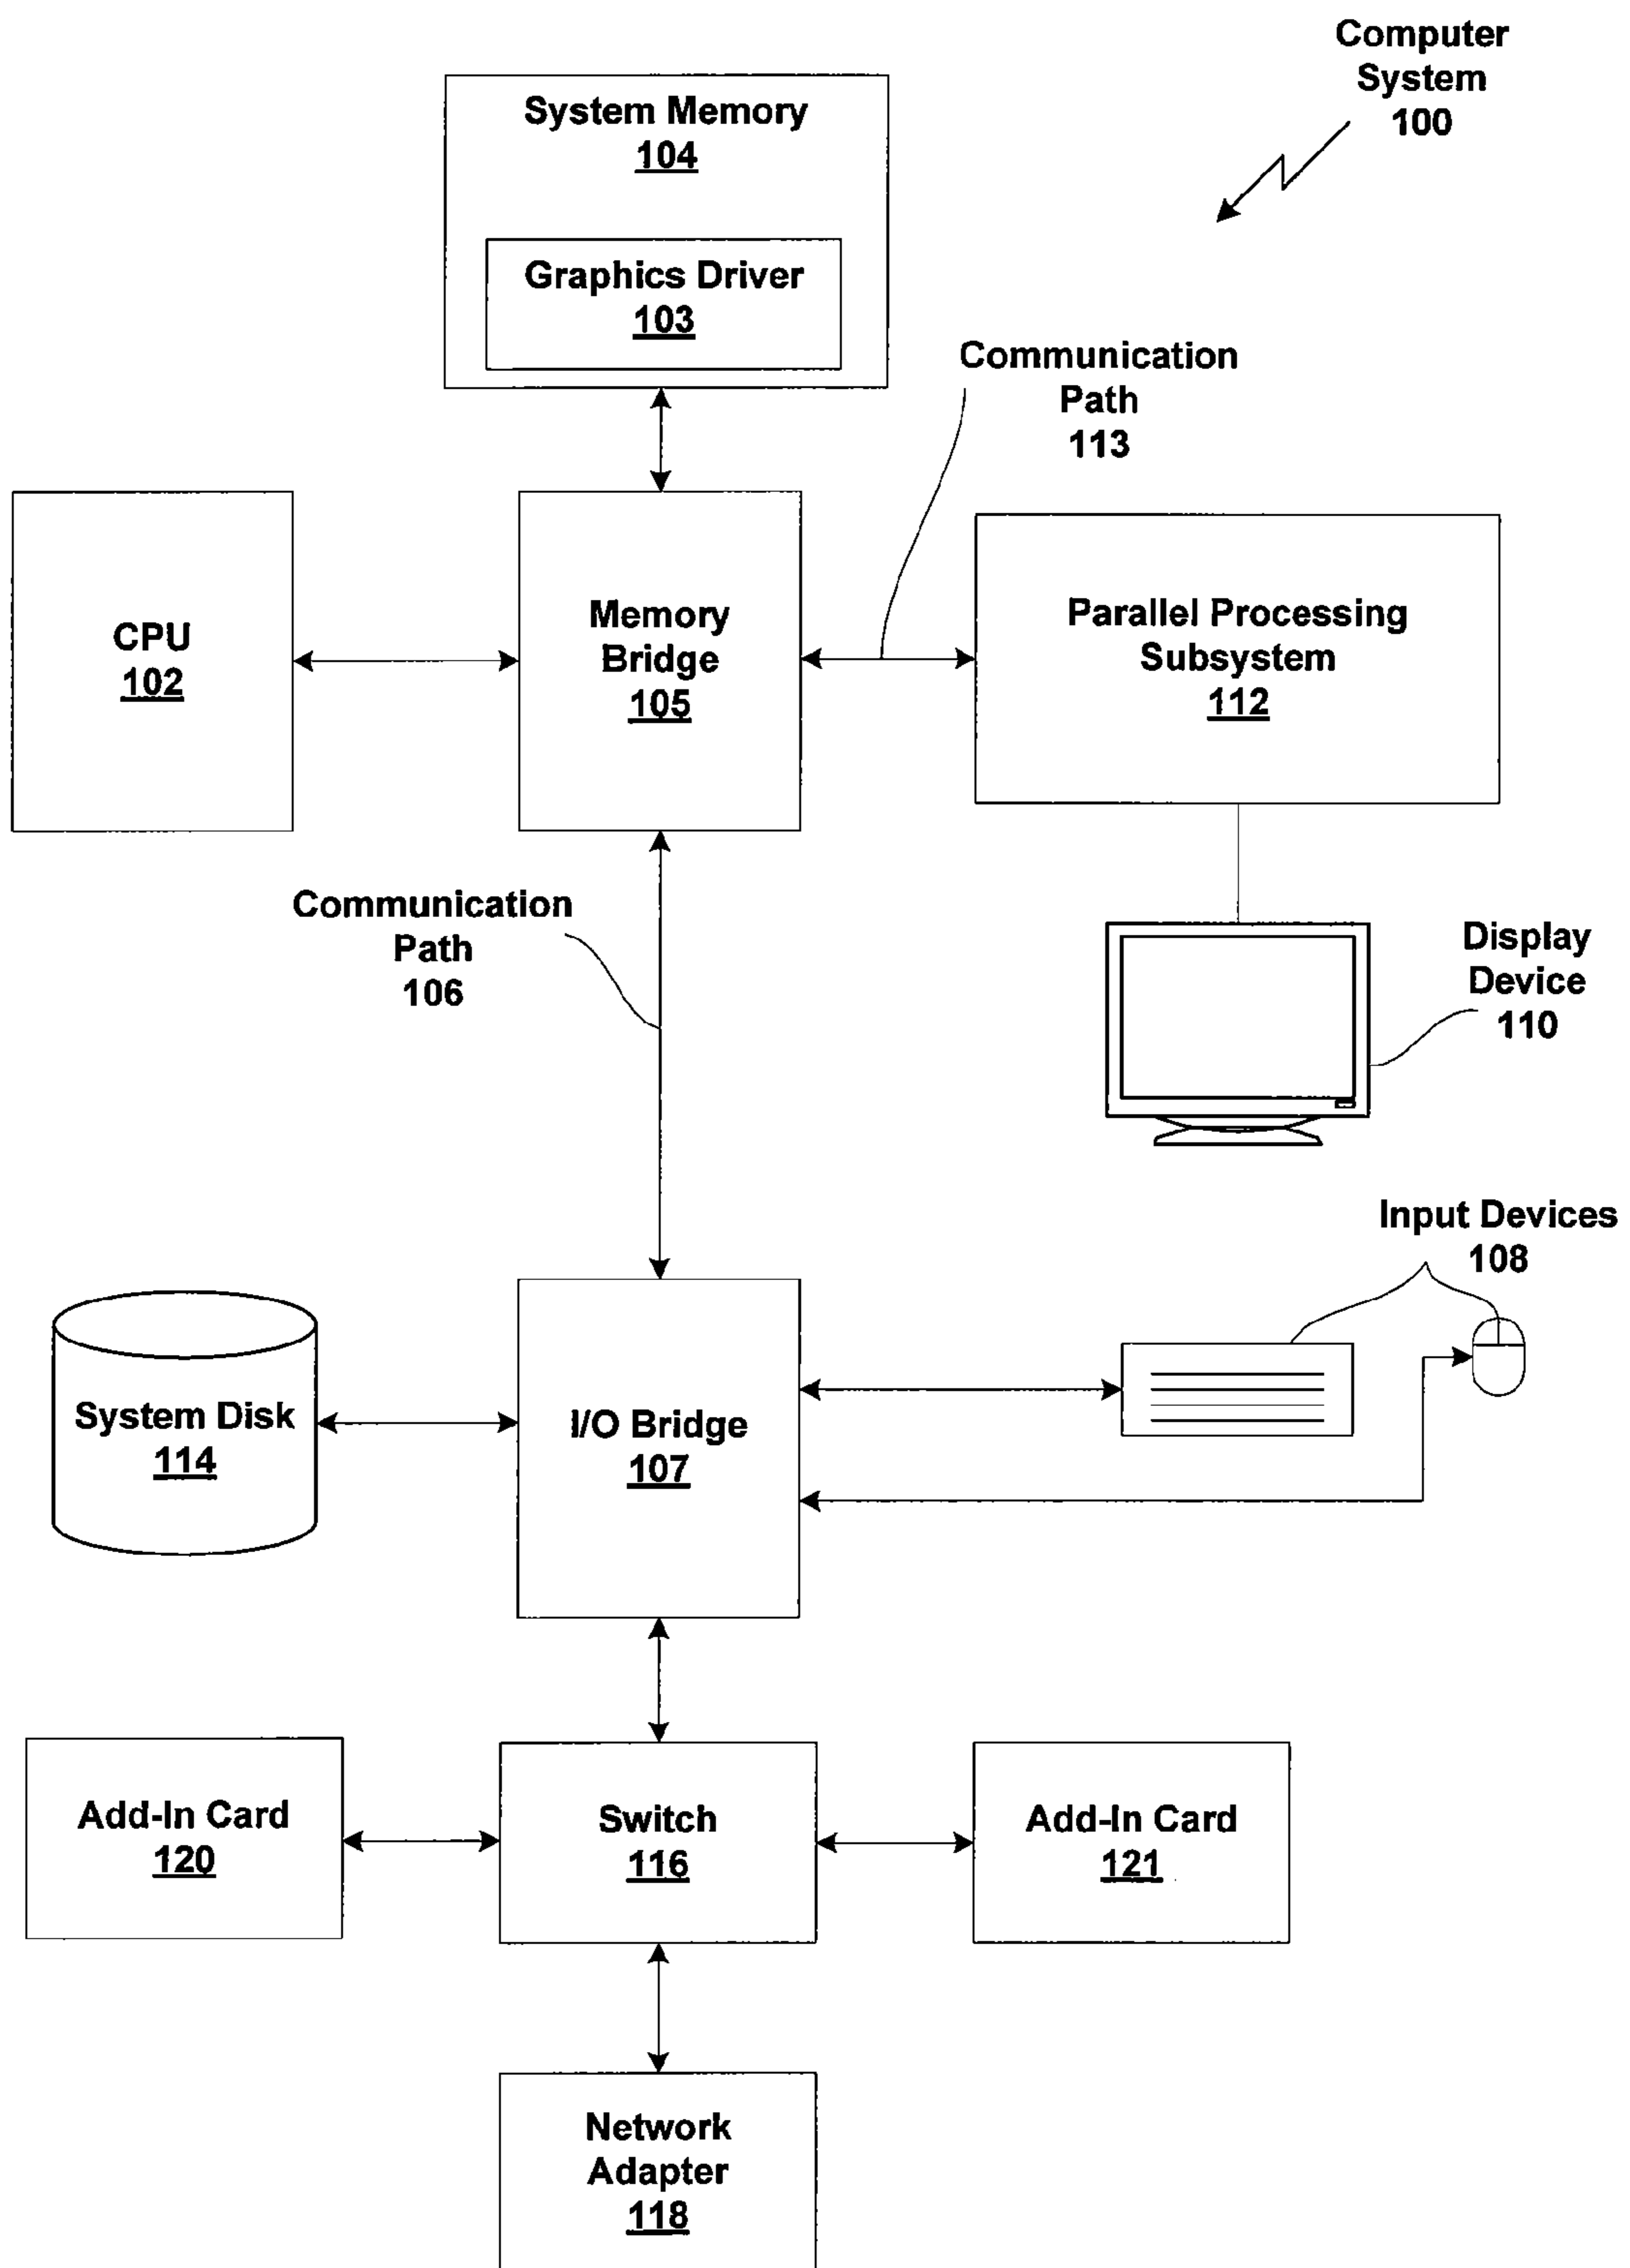 Computer
System
100
System Memory
104
Graphics Driver
103
Communication
Path
113
CPU
102
Memory
Bridge
105
Parallel Processing
Subsystem
112
Communication
Path
106
Display
Device
110
Input Devices
108
System Disk
114
I/O Bridge
107
Add-In Card
120
Switch
116
Add-In Card
121
Network
Adapter
118